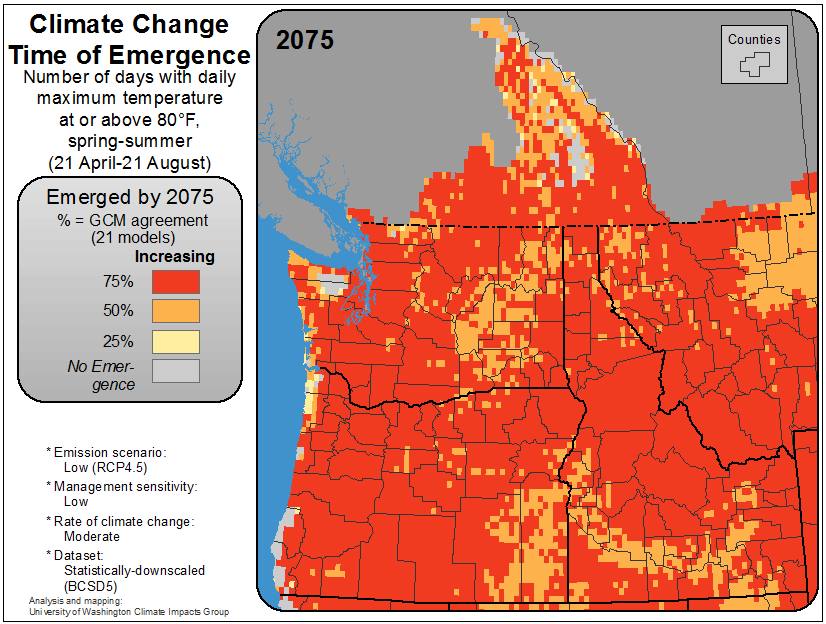 Climate Change
Time of Emergence
Number of days with daily
maximum temperature
at or above 80°F,
spring-summer
(21 April-21 August)
Emerged by 2075
% = GCM agreement
(21 models)
Increasing
75%
50%
25%
No Emer-
gence
* Emission scenario:
Low (RCP4.5)
* Management sensitivity:
Low
* Rate of climate change:
Moderate
* Dataset:
Statistically-downscaled
(BCSD5)
Analysis and mapping:
University of Washington Climate Impacts Group
2075
Counties